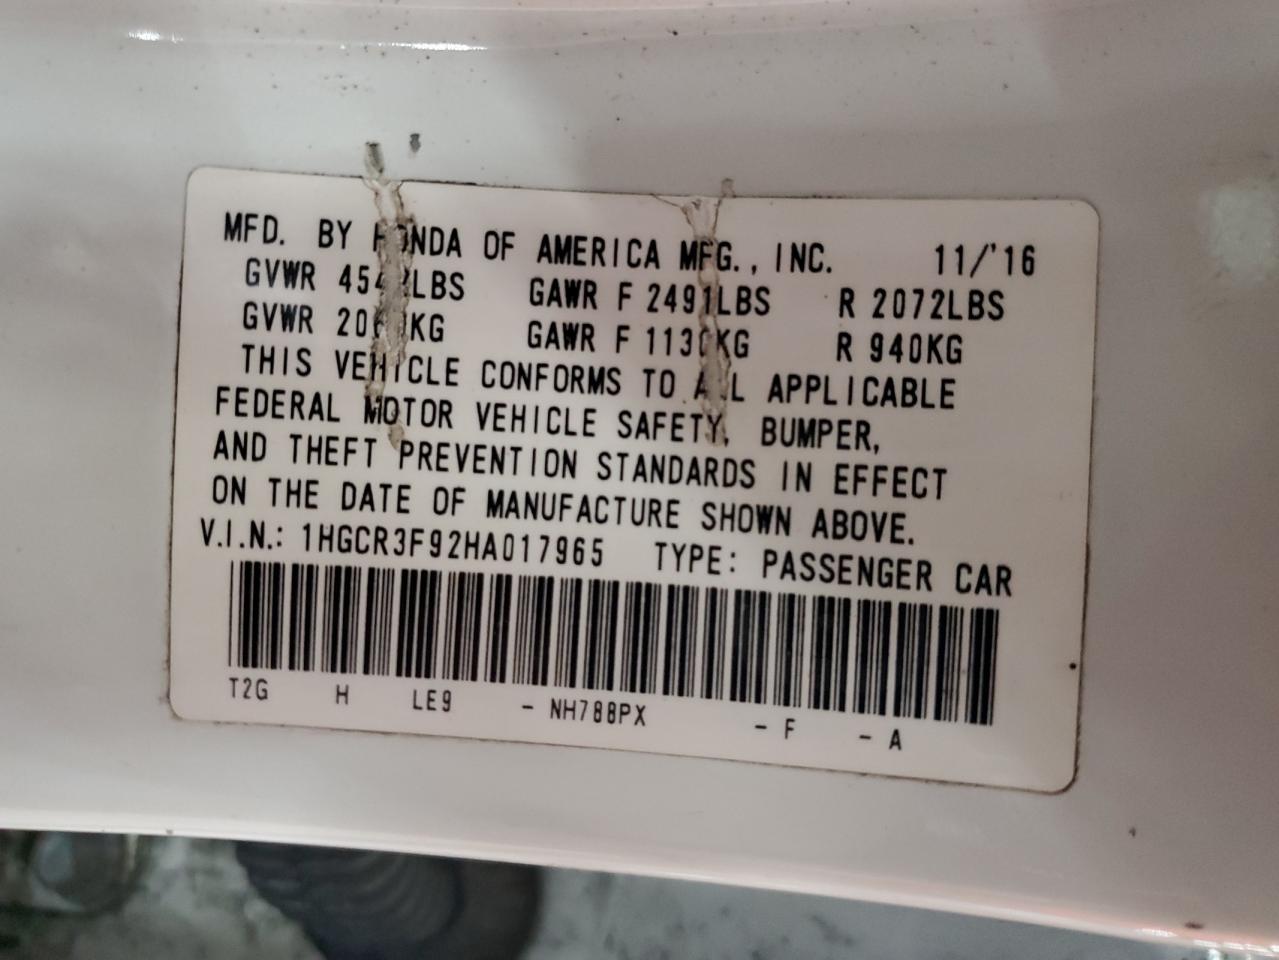 MFD. BY HONDA OF AMERICA MFG., INC. 11/'16
GVWR LBS GAWR F 2491LBS R 2072LBS
GVWR KG GAWR F 1130KG R 940KG
THIS VEHICLE CONFORMS TO ALL APPLICABLE
FEDERAL MOTOR VEHICLE SAFETY, BUMPER,
AND THEFT PREVENTION STANDARDS IN EFFECT
ON THE DATE OF MANUFACTURE SHOWN ABOVE.
V.I.N.: 1HGCR3F92HA017965 TYPE: PASSENGER CAR
T2G H LE9 - NH788PX - F - A